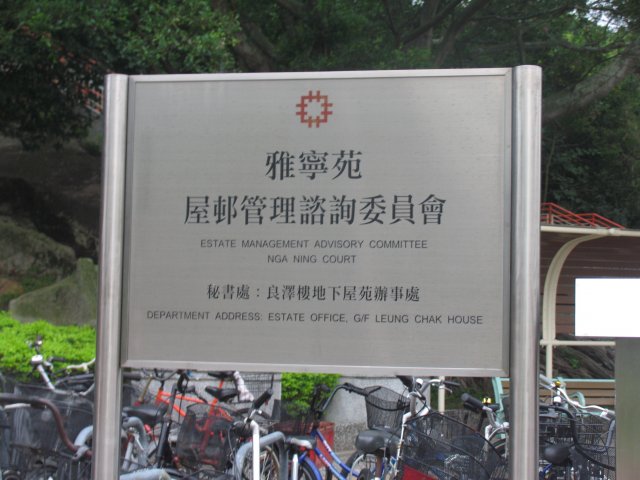 雅寧苑
屋邨管理諮詢委員會
ESTATE MANAGEMENT ADVISORY COMMITTEE
NGA NING COURT
秘書處：良澤樓地下屋苑辦事處
DEPARTMENT ADDRESS: ESTATE OFFICE, G/F LEUNG CHAK HOUSE